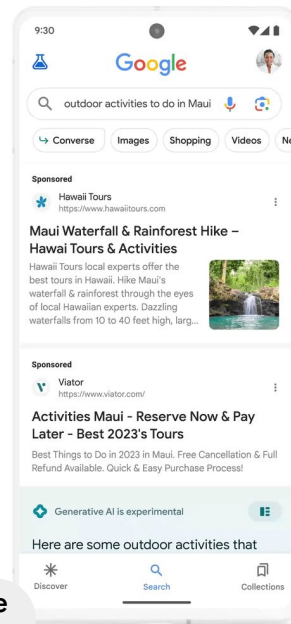 9:30
Google
outdoor activities to do in Maui
Converse
Images
Shopping
Videos
Sponsored
Hawaii Tours
https://www.hawaiitours.com
Maui Waterfall & Rainforest Hike –
Hawai Tours & Activities
Hawaii Tours local experts offer the
best tours in Hawaii. Hike Maui's
waterfall & rainforest through the eyes
of local Hawaiian experts. Dazzling
waterfalls from 10 to 40 feet high, larg...
Sponsored
Viator
https://www.viator.com/
Activities Maui - Reserve Now & Pay
Later - Best 2023's Tours
Best Things to Do in 2023 in Maui. Free Cancellation & Full
Refund Available. Quick & Easy Purchase Process!
Generative AI is experimental
Here are some outdoor activities that
Discover
Search
Collections